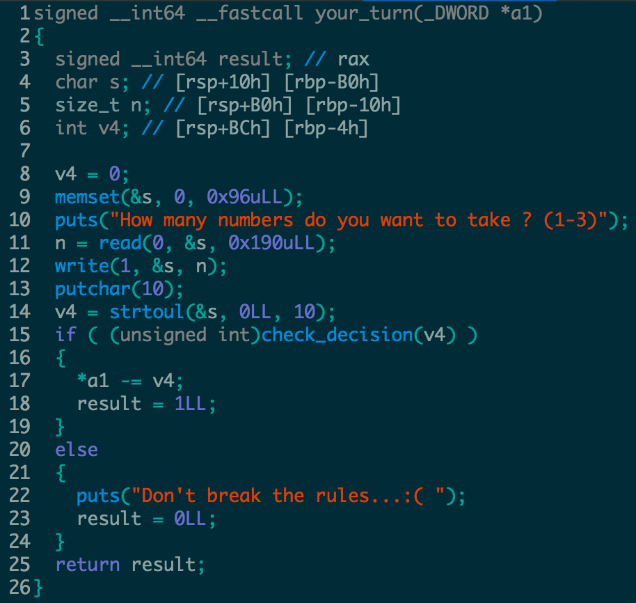 1 signed __int64 __fastcall your_turn(_DWORD *a1)
2 {
3   signed __int64 result; // rax
4   char s; // [rsp+10h] [rbp-B0h]
5   size_t n; // [rsp+B0h] [rbp-10h]
6   int v4; // [rsp+BCh] [rbp-4h]
7
8   v4 = 0;
9   memset(&s, 0, 0x96uLL);
10   puts("How many numbers do you want to take ? (1-3)");
11   n = read(0, &s, 0x190uLL);
12   write(1, &s, n);
13   putchar(10);
14   v4 = strtoul(&s, 0LL, 10);
15   if ( (unsigned int)check_decision(v4) )
16   {
17     *a1 -= v4;
18     result = 1LL;
19   }
20   else
21   {
22     puts("Don't break the rules...:( ");
23     result = 0LL;
24   }
25   return result;
26 }